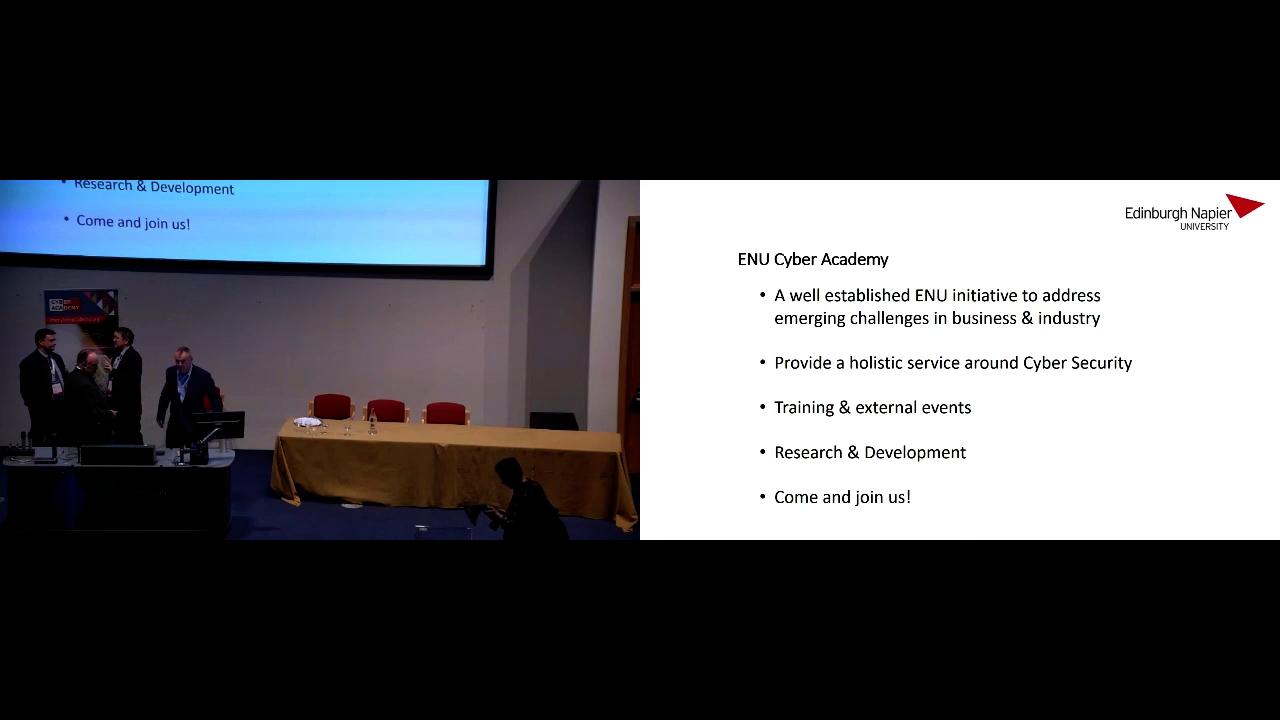 Research & Development
Come and join us!
Edinburgh Napier
UNIVERSITY
ENU Cyber Academy
• A well established ENU initiative to address
emerging challenges in business & industry
• Provide a holistic service around Cyber Security
• Training & external events
• Research & Development
• Come and join us!